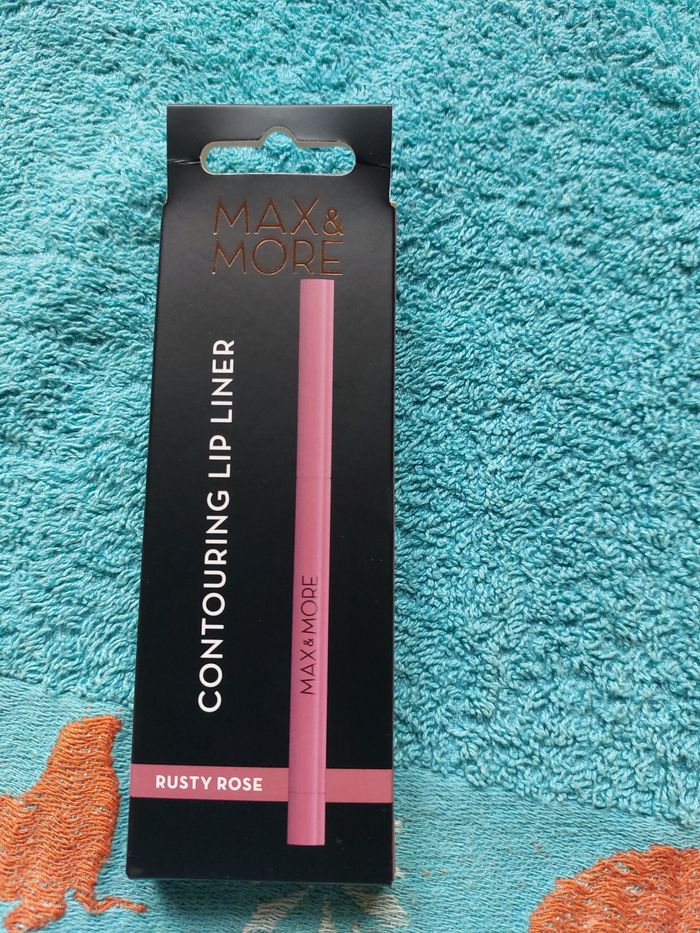 MAX&
MORE
CONTOURING LIP LINER
MAX&MORE
RUSTY ROSE